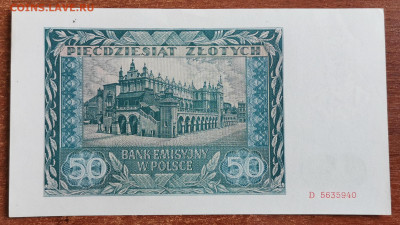 COINS.LAVE.RU
PIĘĆDZIESIĄT ZŁOTYCH
50 BANK EMISYJNY 50
W POLSCE
D 5635940